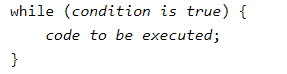 while (condition is true) {
    code to be executed;
}